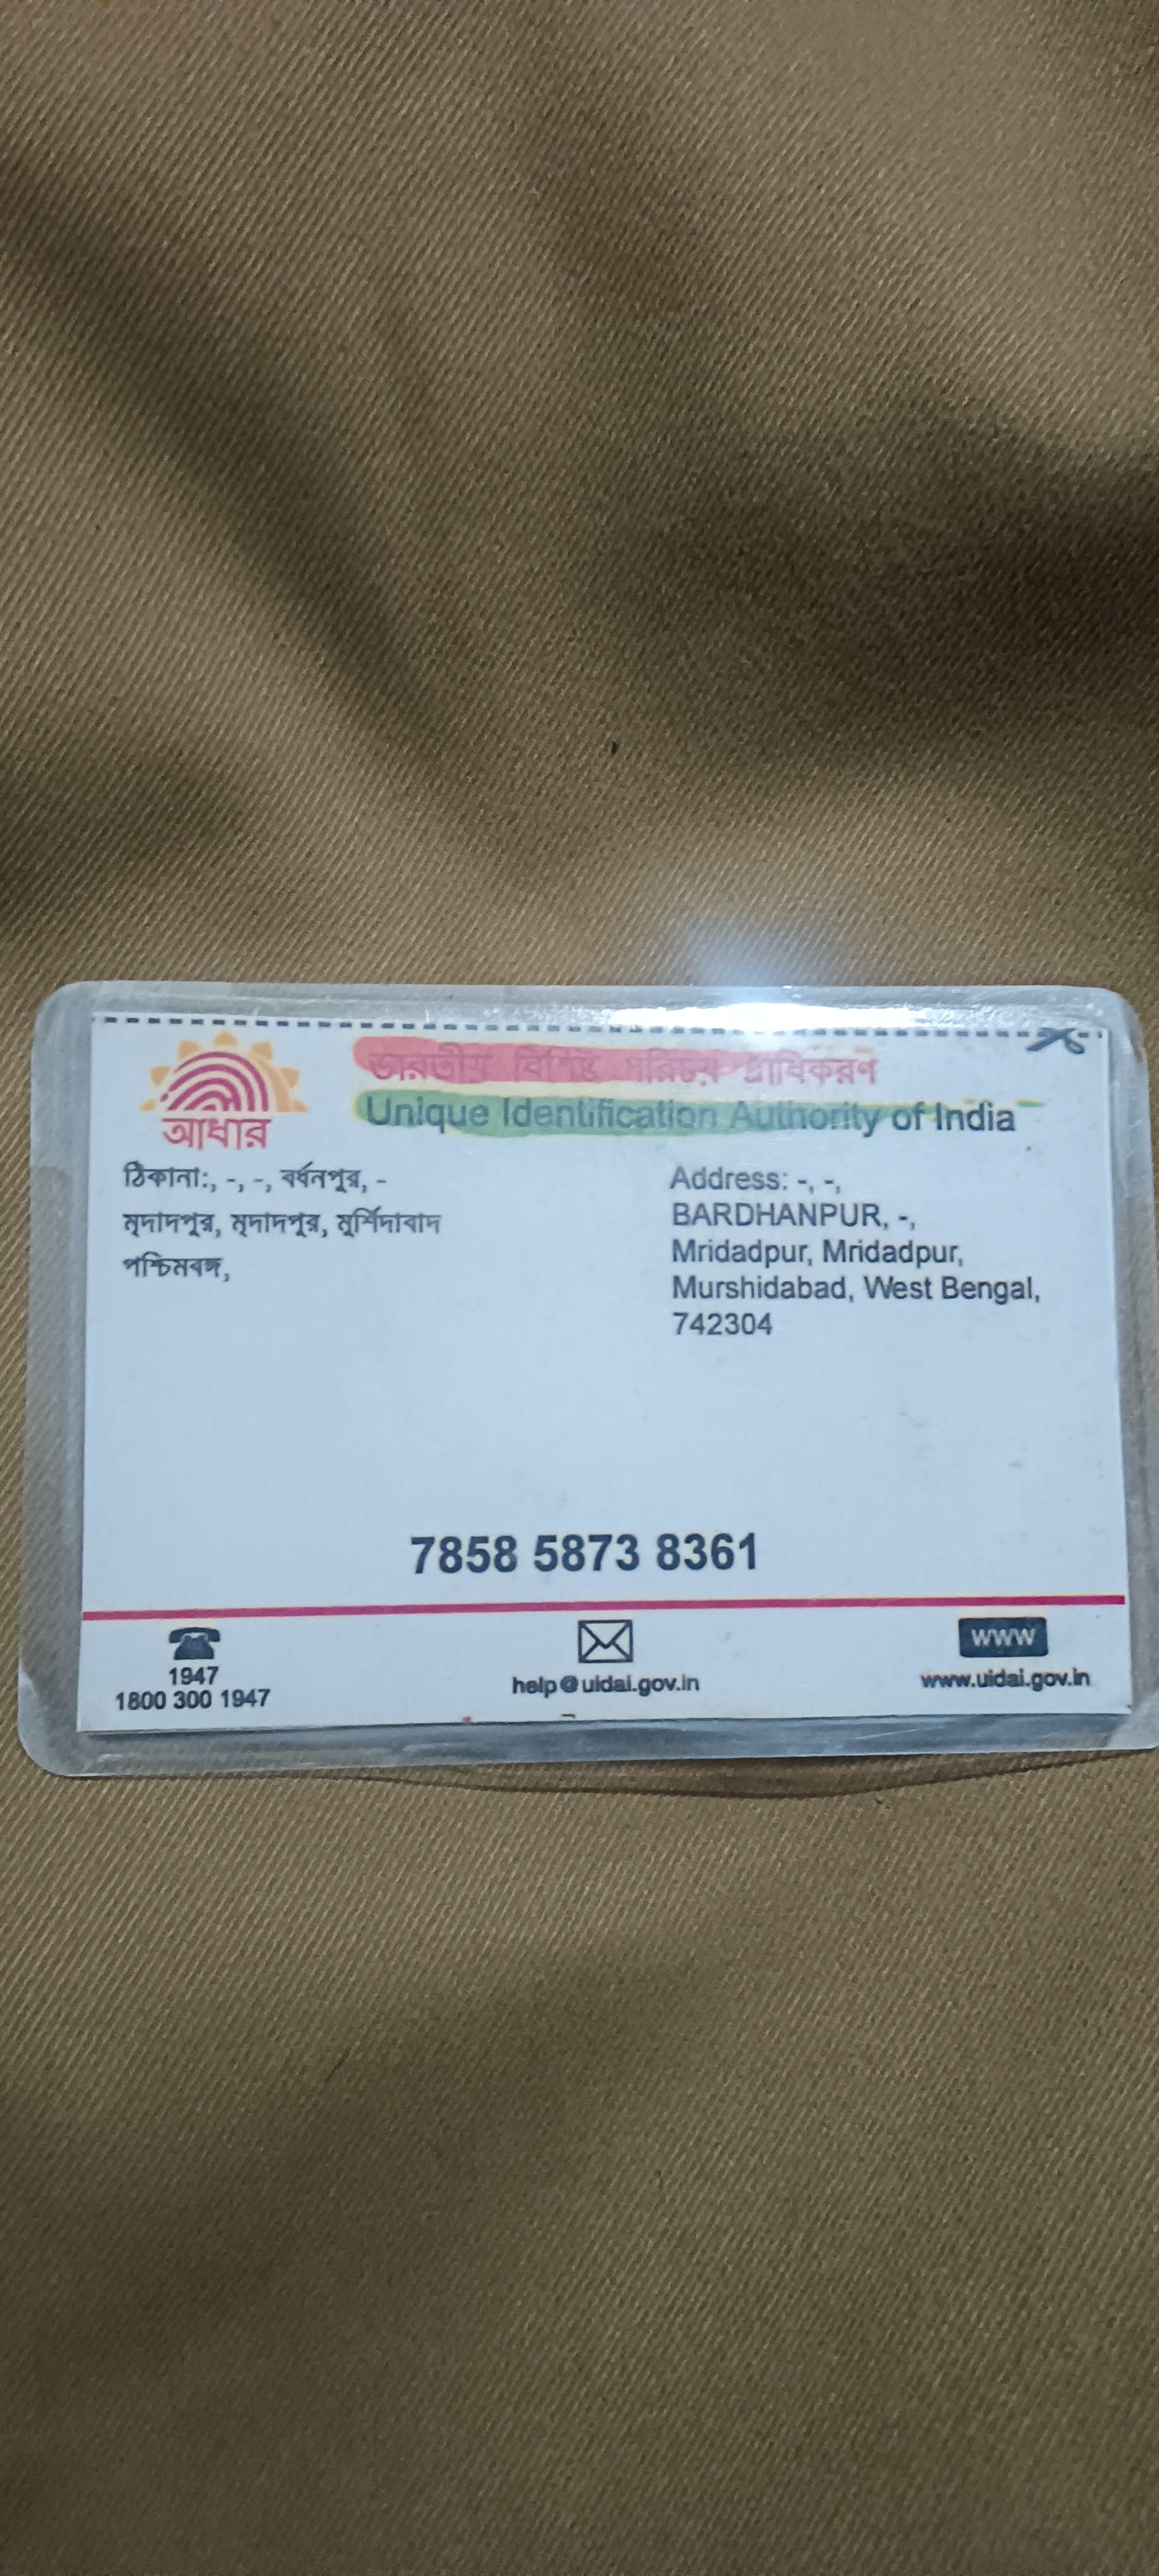 ভারতীয় বিশিষ্ট পরিচয় প্রাধিকরণ
Unique Identification Authority of India
আধার
ঠিকানা:, -, -, বর্ধনপুর, -
মৃদাদপুর, মৃদাদপুর, মুর্শিদাবাদ
পশ্চিমবঙ্গ,
Address: -, -,
BARDHANPUR, -,
Mridadpur, Mridadpur,
Murshidabad, West Bengal,
742304
7858 5873 8361
1947
1800 300 1947
help@uidai.gov.in
www
www.uidai.gov.in